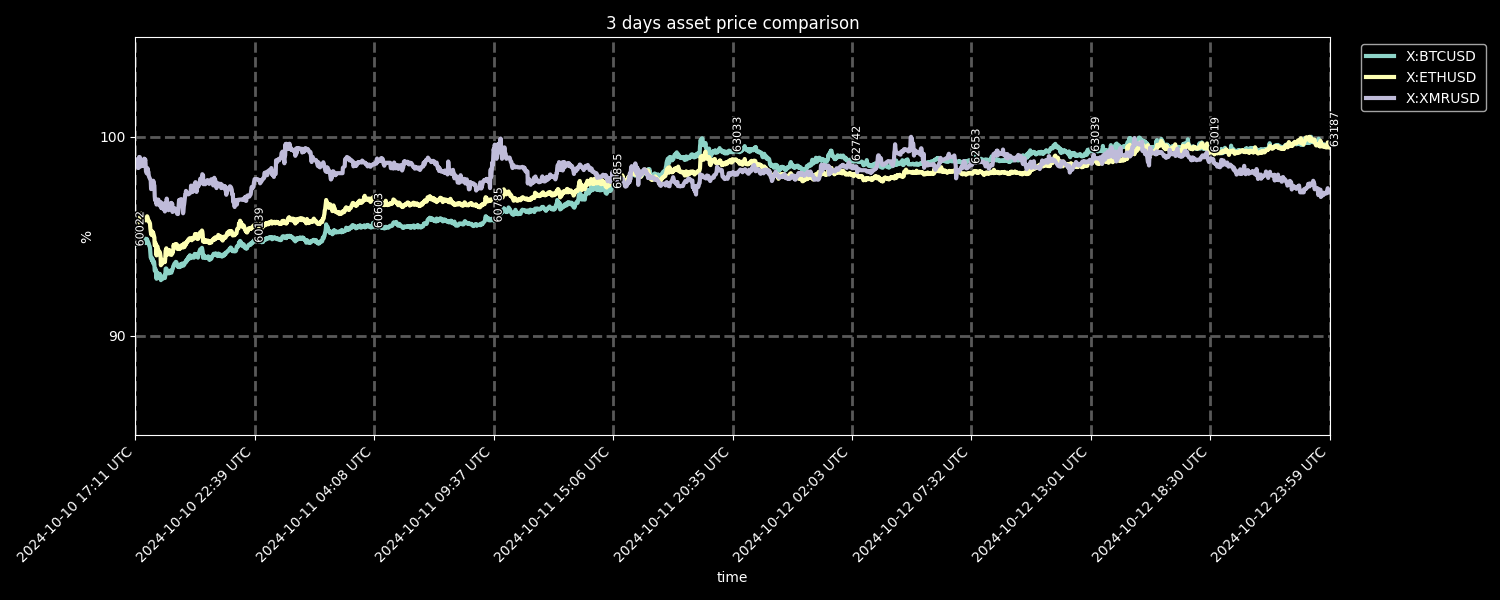 3 days asset price comparison
X:BTCUSD
X:ETHUSD
X:XMRUSD
100
90
%
60022
60139
60603
60785
61855
63033
62742
62653
63039
63019
63187
2024-10-10 17:11 UTC
2024-10-10 22:39 UTC
2024-10-11 04:08 UTC
2024-10-11 09:37 UTC
2024-10-11 15:06 UTC
2024-10-11 20:35 UTC
2024-10-12 02:03 UTC
2024-10-12 07:32 UTC
2024-10-12 13:01 UTC
2024-10-12 18:30 UTC
2024-10-12 23:59 UTC
time